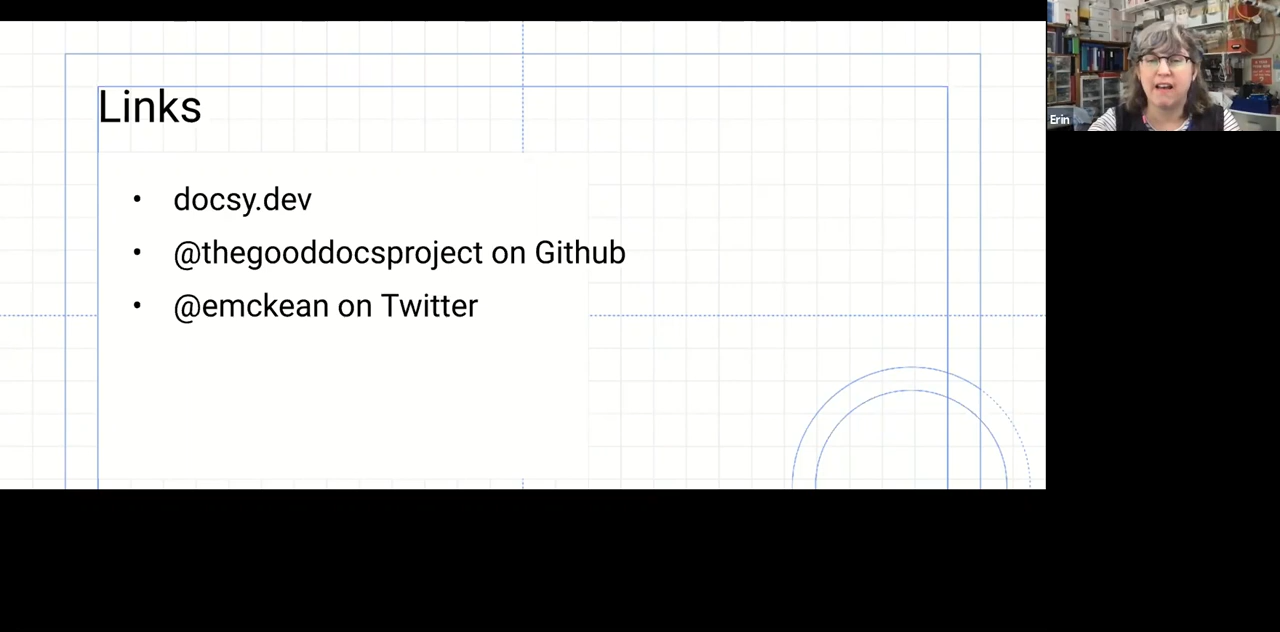 Links
• docsy.dev
• @thegooddocsproject on Github
• @emckean on Twitter
Erin